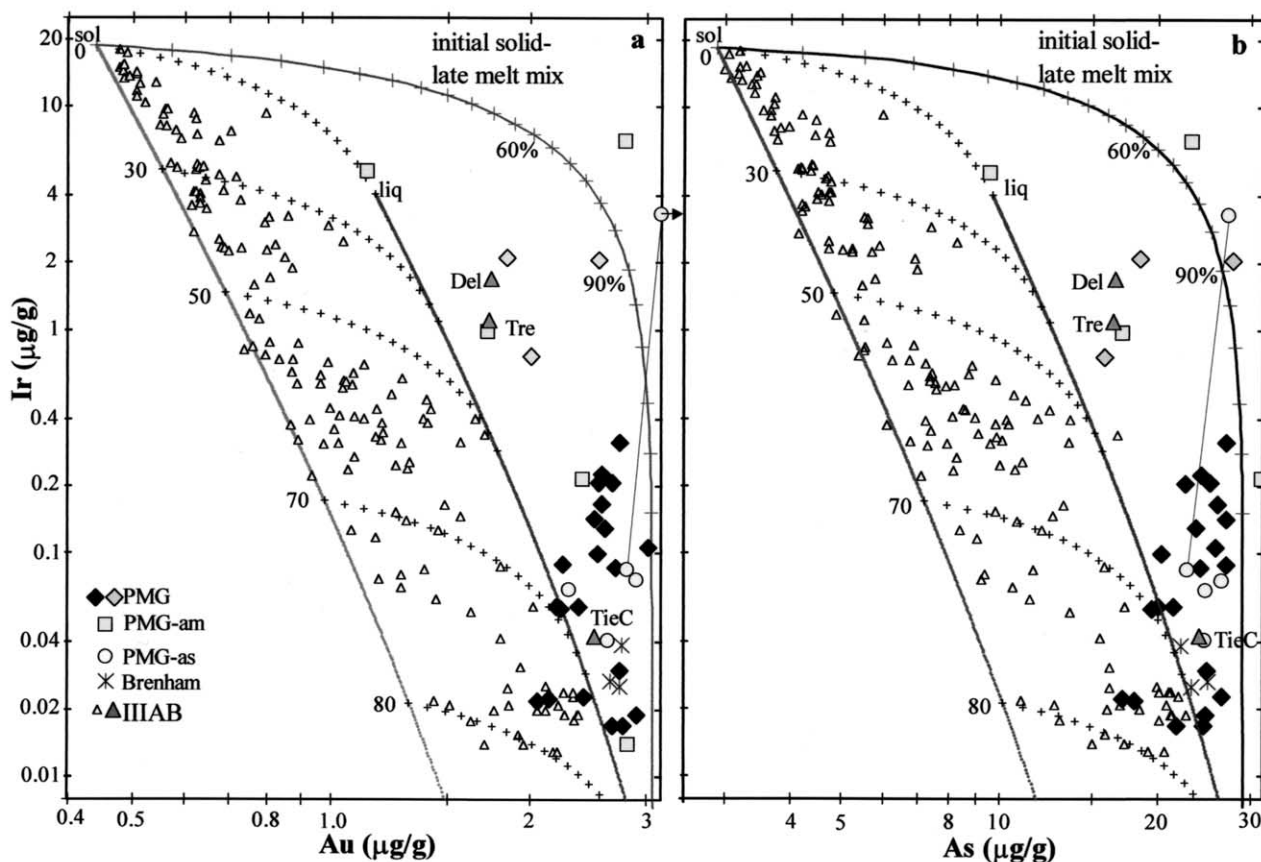 sol
0
20
10
4
2
1
0.4
0.2
0.1
0.04
0.02
0.01
Ir (µg/g)
initial solid-
late melt mix
a
60%
90%
30
liq
50
70
80
Del
Tre
TieC
PMG
PMG-am
PMG-as
Brenham
IIIAB
0.4
0.6
0.8
1.0
2
3
Au (µg/g)
sol
0
initial solid-
late melt mix
b
60%
90%
30
liq
50
70
80
Del
Tre
TieC
4
6
8
10
20
30
As (µg/g)